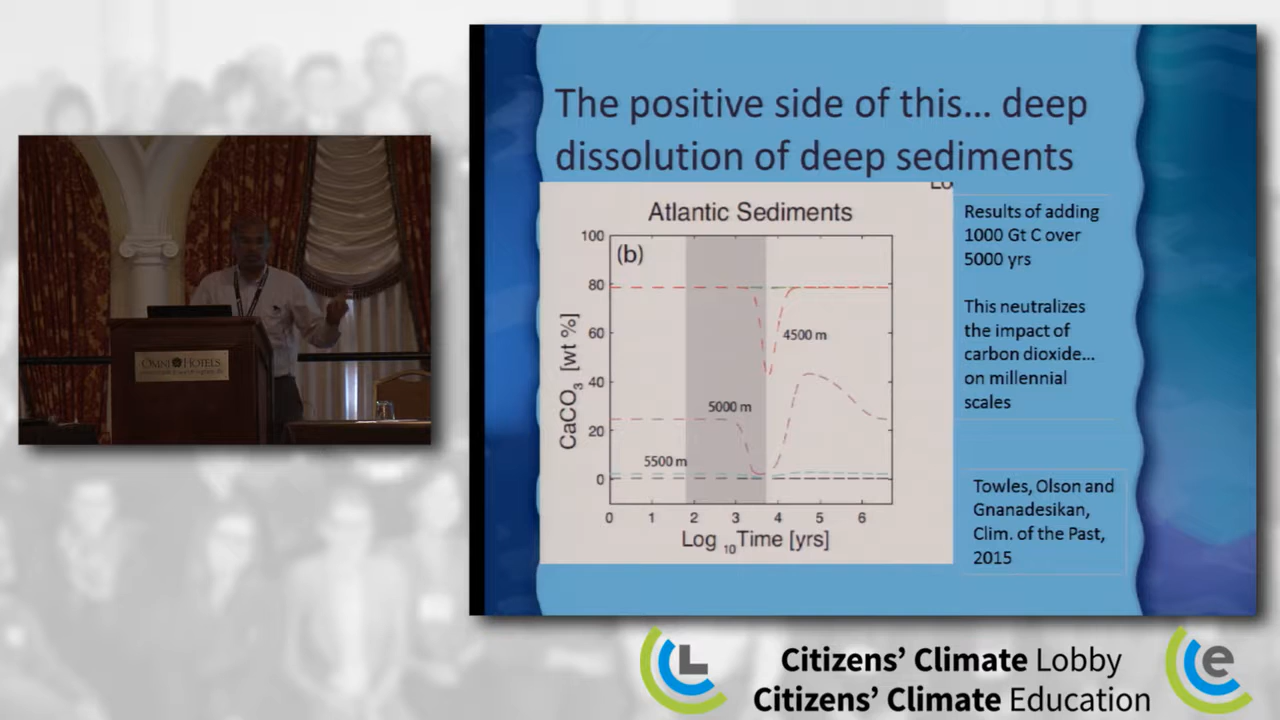 The positive side of this... deep
dissolution of deep sediments
Atlantic Sediments
(b)
100
80
60
40
20
0
CaCO3 [wt %]
4500 m
5000 m
5500 m
0 1 2 3 4 5 6
Log 10Time [yrs]
Results of adding
1000 Gt C over
5000 yrs
This neutralizes
the impact of
carbon dioxide...
on millennial
scales
Towles, Olson and
Gnanadesikan,
Clim. of the Past,
2015
OMNI HOTELS
L
Citizens' Climate Lobby
Citizens' Climate Education
e